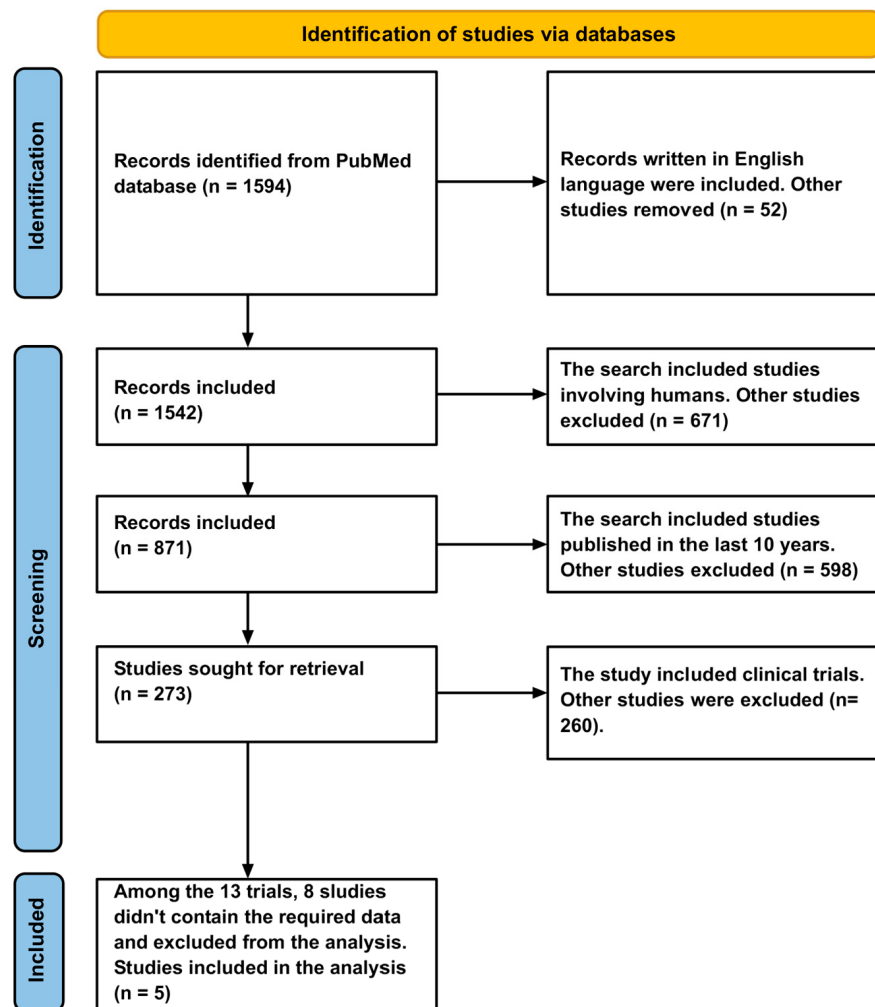 Identification of studies via databases
Identification
Records identified from PubMed
database (n = 1594)
Records written in English
language were included. Other
studies removed (n = 52)
Screening
Records included
(n = 1542)
The search included studies
involving humans. Other studies
excluded (n = 671)
Records included
(n = 871)
The search included studies
published in the last 10 years.
Other studies excluded (n = 598)
Studies sought for retrieval
(n = 273)
The study included clinical trials.
Other studies were excluded (n=
260).
Included
Among the 13 trials, 8 sludies
didn't contain the required data
and excluded from the analysis.
Studies included in the analysis
(n = 5)